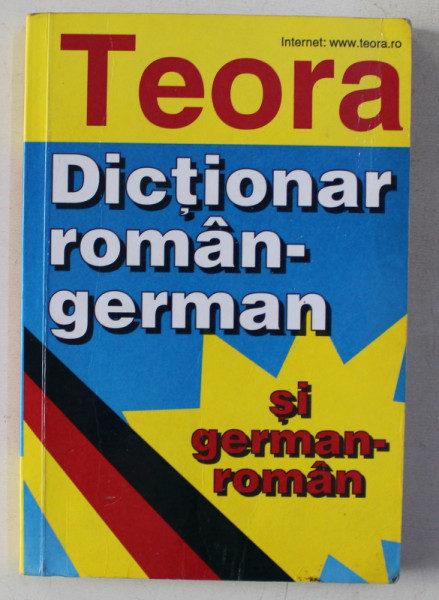 Internet: www.teora.ro
Teora
Dicționar
român-
german
și
german-
român